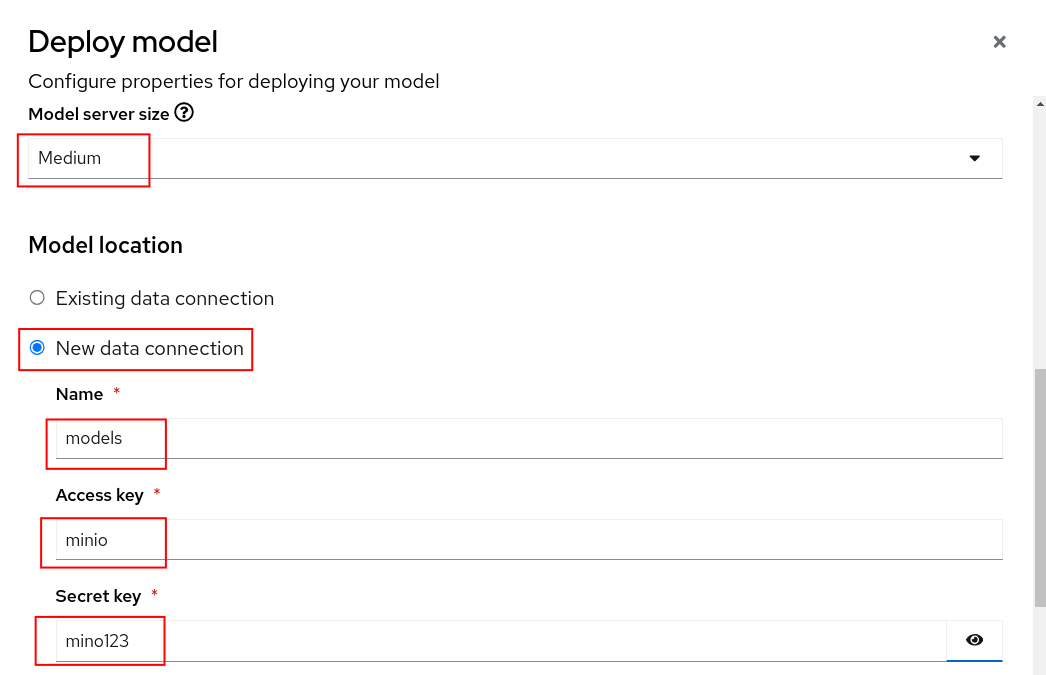 Deploy model
Configure properties for deploying your model
Model server size
Medium
Model location
Existing data connection
New data connection
Name *
models
Access key *
minio
Secret key *
mino123